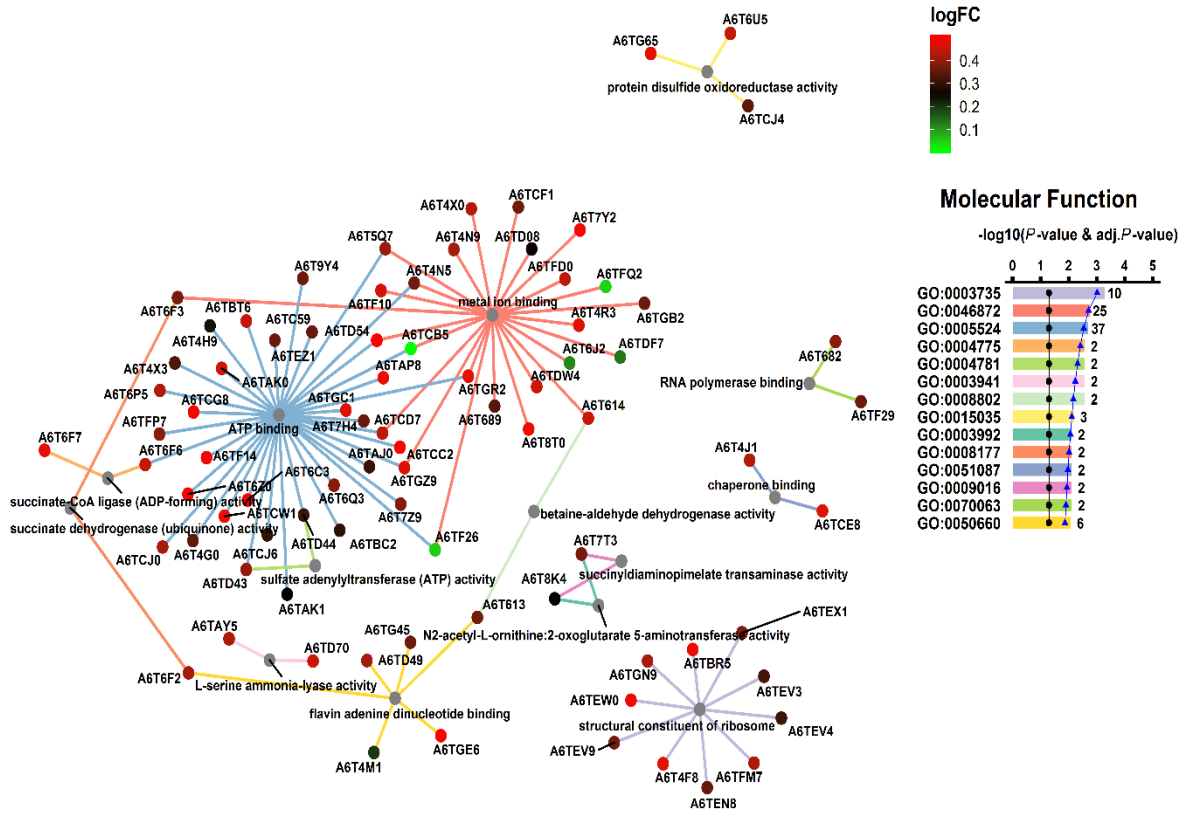 logFC
0.4
0.3
0.2
0.1
A6T6U5
A6TG65
protein disulfide oxidoreductase activity
A6TCJ4
Molecular Function
-log10(P-value & adj.P-value)
0 1 2 3 4 5
GO:0003735 10
GO:0046872 25
GO:0005524 37
GO:0004775 2
GO:0004781 2
GO:0003941 2
GO:0008802 2
GO:0015035 3
GO:0003992 2
GO:0008177 2
GO:0051087 2
GO:0009016 2
GO:0070063 2
GO:0050660 6
A6TCF1
A6T4X0
A6T7Y2
A6T4N9
A6TD08
A6T5Q7
A6TFD0
A6T9Y4
A6T4N5
A6TFQ2
A6T6F3
A6TF10
metal ion binding
A6TBT6
A6TC59
A6T4R3
A6TGB2
A6T4H9
A6TD54
A6TCB5
A6TEZ1
A6T6J2
A6TDF7
A6T4X3
A6TAP8
A6TAK0
A6TDW4
A6T682
A6T6P5
A6TGR2
RNA polymerase binding
A6TCG8
A6TGC1
A6T689
A6T614
A6TFP7
ATP binding
A6T7H4
A6TCD7
A6TF29
A6T6F7
A6T8T0
A6T6F6
A6TF14
A6TAJ0
A6TCC2
A6T4J1
A6T6C3
A6TGZ9
A6T6Z0
A6T6Q3
chaperone binding
succinate-CoA ligase (ADP-forming) activity
A6TCW1
A6T7Z9
betaine-aldehyde dehydrogenase activity
A6TCE8
succinate dehydrogenase (ubiquinone) activity
A6TD44
A6TBC2
A6TF26
A6T7T3
A6TCJ0
A6T4G0
A6TCJ6
A6TD43
sulfate adenylyltransferase (ATP) activity
succinyldiaminopimelate transaminase activity
A6T8K4
A6TAK1
A6T613
A6TEX1
A6TAY5
A6TG45
N2-acetyl-L-ornithine:2-oxoglutarate 5-aminotransferase activity
A6TD70
A6TD49
A6TBR5
A6T6F2
A6TGN9
L-serine ammonia-lyase activity
A6TEV3
A6TEW0
flavin adenine dinucleotide binding
structural constituent of ribosome
A6TEV4
A6TGE6
A6TEV9
A6T4M1
A6T4F8
A6TFM7
A6TEN8